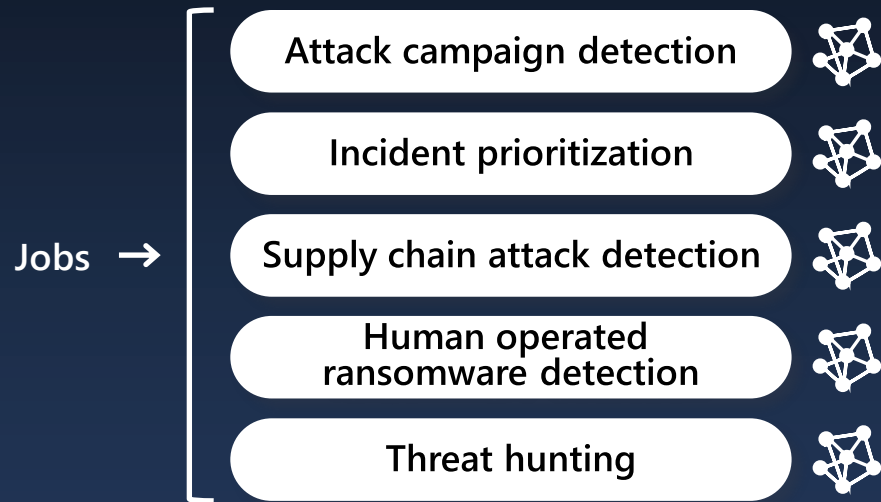 Attack campaign detection
Incident prioritization
Jobs →
Supply chain attack detection
Human operated
ransomware detection
Threat hunting